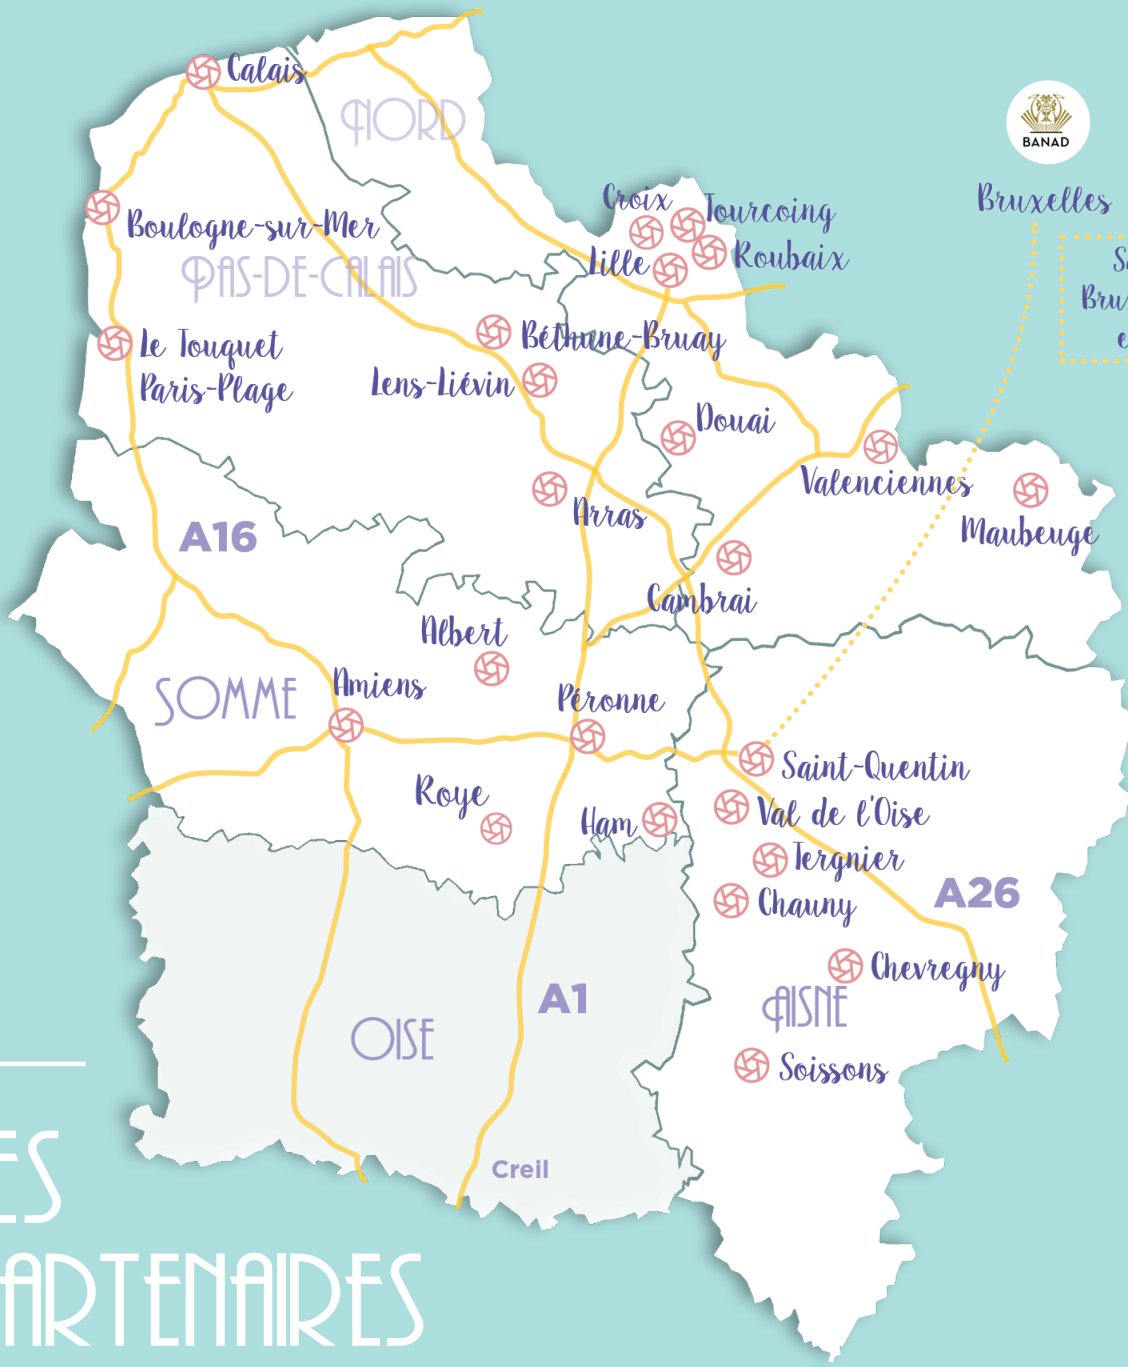 Calais
NORD
BANAD
Bruxelles
Croix
Tourcoing
Boulogne-sur-Mer
Lille
Roubaix
PAS-DE-CALAIS
Le Touquet
Paris-Plage
Béthune-Bruay
Lens-Liévin
Douai
Valenciennes
Arras
Maubeuge
A16
Cambrai
Albert
SOMME
Amiens
Péronne
Saint-Quentin
Roye
Ham
Val de l'Oise
Tergnier
Chauny
A26
Chevregny
A1
AISNE
OISE
Soissons
Creil